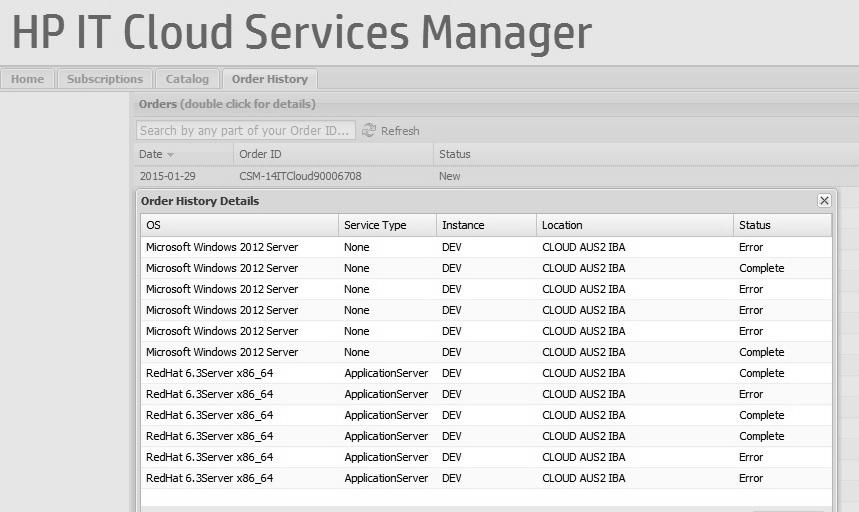 HP IT Cloud Services Manager
Home Subscriptions Catalog Order History
Orders (double click for details)
Search by any part of your Order ID... Refresh
Date Order ID Status
2015-01-29 CSM-14ITCloud90006708 New
Order History Details
OS Service Type Instance Location Status
Microsoft Windows 2012 Server None DEV CLOUD AUS2 IBA Error
Microsoft Windows 2012 Server None DEV CLOUD AUS2 IBA Complete
Microsoft Windows 2012 Server None DEV CLOUD AUS2 IBA Error
Microsoft Windows 2012 Server None DEV CLOUD AUS2 IBA Error
Microsoft Windows 2012 Server None DEV CLOUD AUS2 IBA Error
Microsoft Windows 2012 Server None DEV CLOUD AUS2 IBA Complete
RedHat 6.3Server x86_64 ApplicationServer DEV CLOUD AUS2 IBA Complete
RedHat 6.3Server x86_64 ApplicationServer DEV CLOUD AUS2 IBA Error
RedHat 6.3Server x86_64 ApplicationServer DEV CLOUD AUS2 IBA Complete
RedHat 6.3Server x86_64 ApplicationServer DEV CLOUD AUS2 IBA Complete
RedHat 6.3Server x86_64 ApplicationServer DEV CLOUD AUS2 IBA Error
RedHat 6.3Server x86_64 ApplicationServer DEV CLOUD AUS2 IBA Error